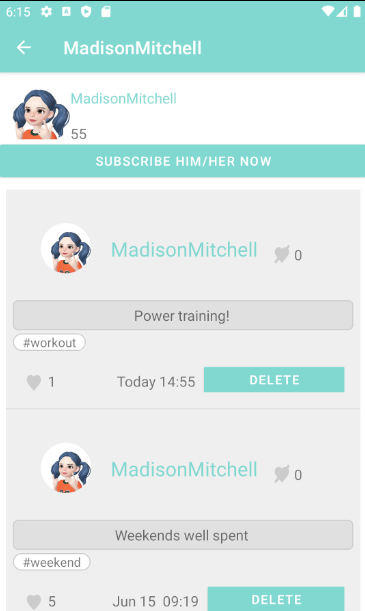 6:15
MadisonMitchell
MadisonMitchell
55
SUBSCRIBE HIM/HER NOW
MadisonMitchell 0
Power training!
#workout
1 Today 14:55 DELETE
MadisonMitchell 0
Weekends well spent
#weekend
5 Jun 15 09:19 DELETE